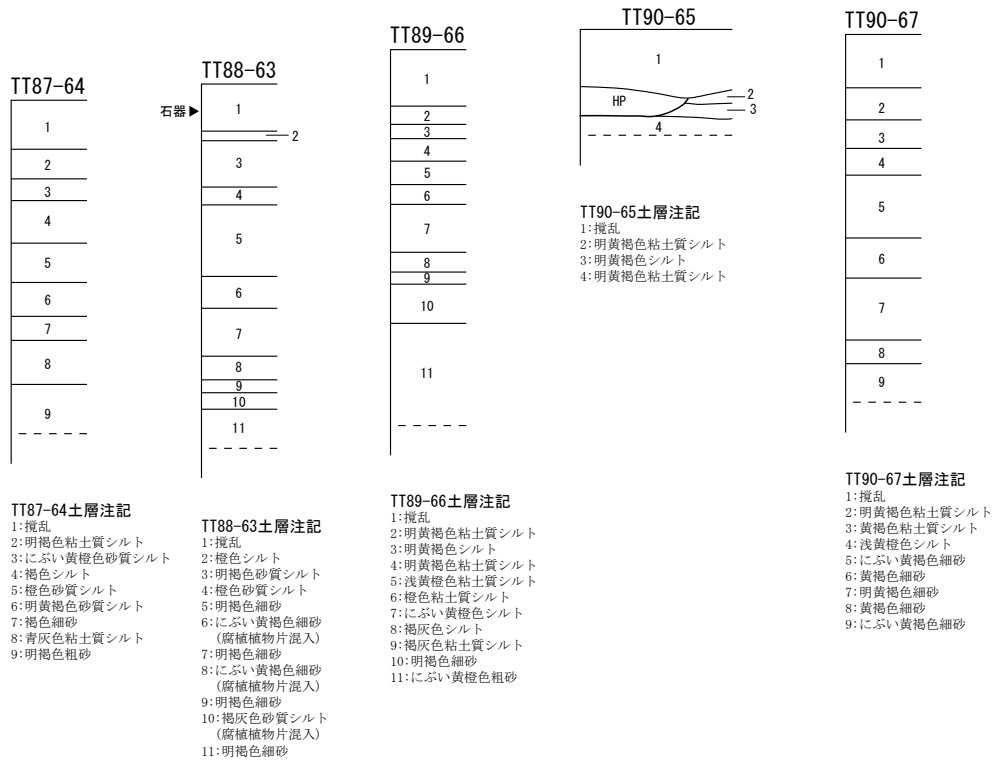 TT87-64
1
2
3
4
5
6
7
8
9
TT87-64土層注記
1:撹乱
2:明褐色粘土質シルト
3:にぶい黄橙色砂質シルト
4:褐色シルト
5:橙色砂質シルト
6:明黄褐色砂質シルト
7:褐色細砂
8:青灰色粘土質シルト
9:明褐色粗砂
TT88-63
石器▶
1
2
3
4
5
6
7
8
9
10
11
TT88-63土層注記
1:撹乱
2:橙色シルト
3:明褐色砂質シルト
4:橙色砂質シルト
5:明褐色細砂
6:にぶい黄褐色細砂
(腐植植物片混入)
7:明褐色細砂
8:にぶい黄褐色細砂
(腐植植物片混入)
9:明褐色細砂
10:褐灰色砂質シルト
(腐植植物片混入)
11:明褐色細砂
TT89-66
1
2
3
4
5
6
7
8
9
10
11
TT89-66土層注記
1:撹乱
2:明黄褐色粘土質シルト
3:明黄褐色シルト
4:明黄褐色粘土質シルト
5:浅黄橙色粘土質シルト
6:橙色粘土質シルト
7:にぶい黄橙色シルト
8:褐灰色シルト
9:褐灰色粘土質シルト
10:明褐色細砂
11:にぶい黄橙色粗砂
TT90-65
1
HP
2
3
4
TT90-65土層注記
1:撹乱
2:明黄褐色粘土質シルト
3:明黄褐色シルト
4:明黄褐色粘土質シルト
TT90-67
1
2
3
4
5
6
7
8
9
TT90-67土層注記
1:撹乱
2:明黄褐色粘土質シルト
3:黄褐色粘土質シルト
4:浅黄橙色シルト
5:にぶい黄褐色細砂
6:黄褐色細砂
7:明黄褐色細砂
8:黄褐色細砂
9:にぶい黄褐色細砂